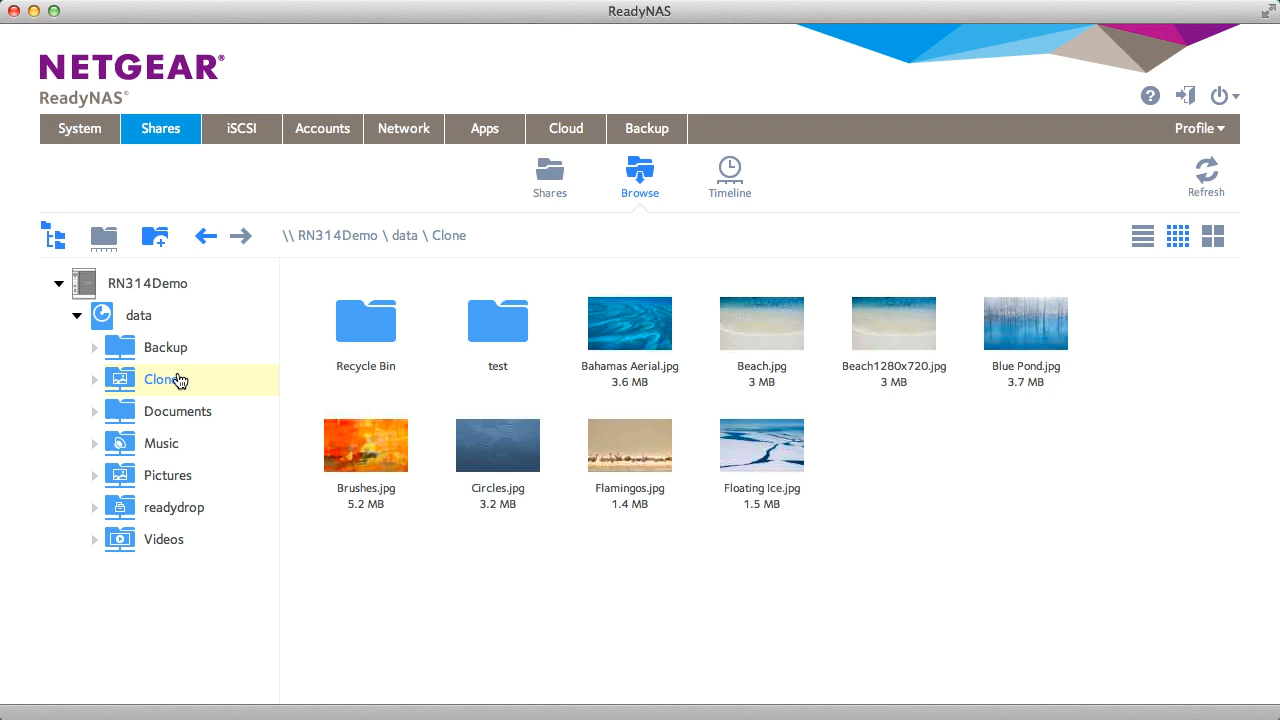 ReadyNAS
NETGEAR®
ReadyNAS®
System Shares iSCSI Accounts Network Apps Cloud Backup Profile
Shares Browse Timeline Refresh
\\ RN314Demo \ data \ Clone
RN314Demo
data
Backup
Clone
Documents
Music
Pictures
readydrop
Videos
Recycle Bin
test
Bahamas Aerial.jpg
3.6 MB
Beach.jpg
3 MB
Beach1280x720.jpg
3 MB
Blue Pond.jpg
3.7 MB
Brushes.jpg
5.2 MB
Circles.jpg
3.2 MB
Flamingos.jpg
1.4 MB
Floating Ice.jpg
1.5 MB